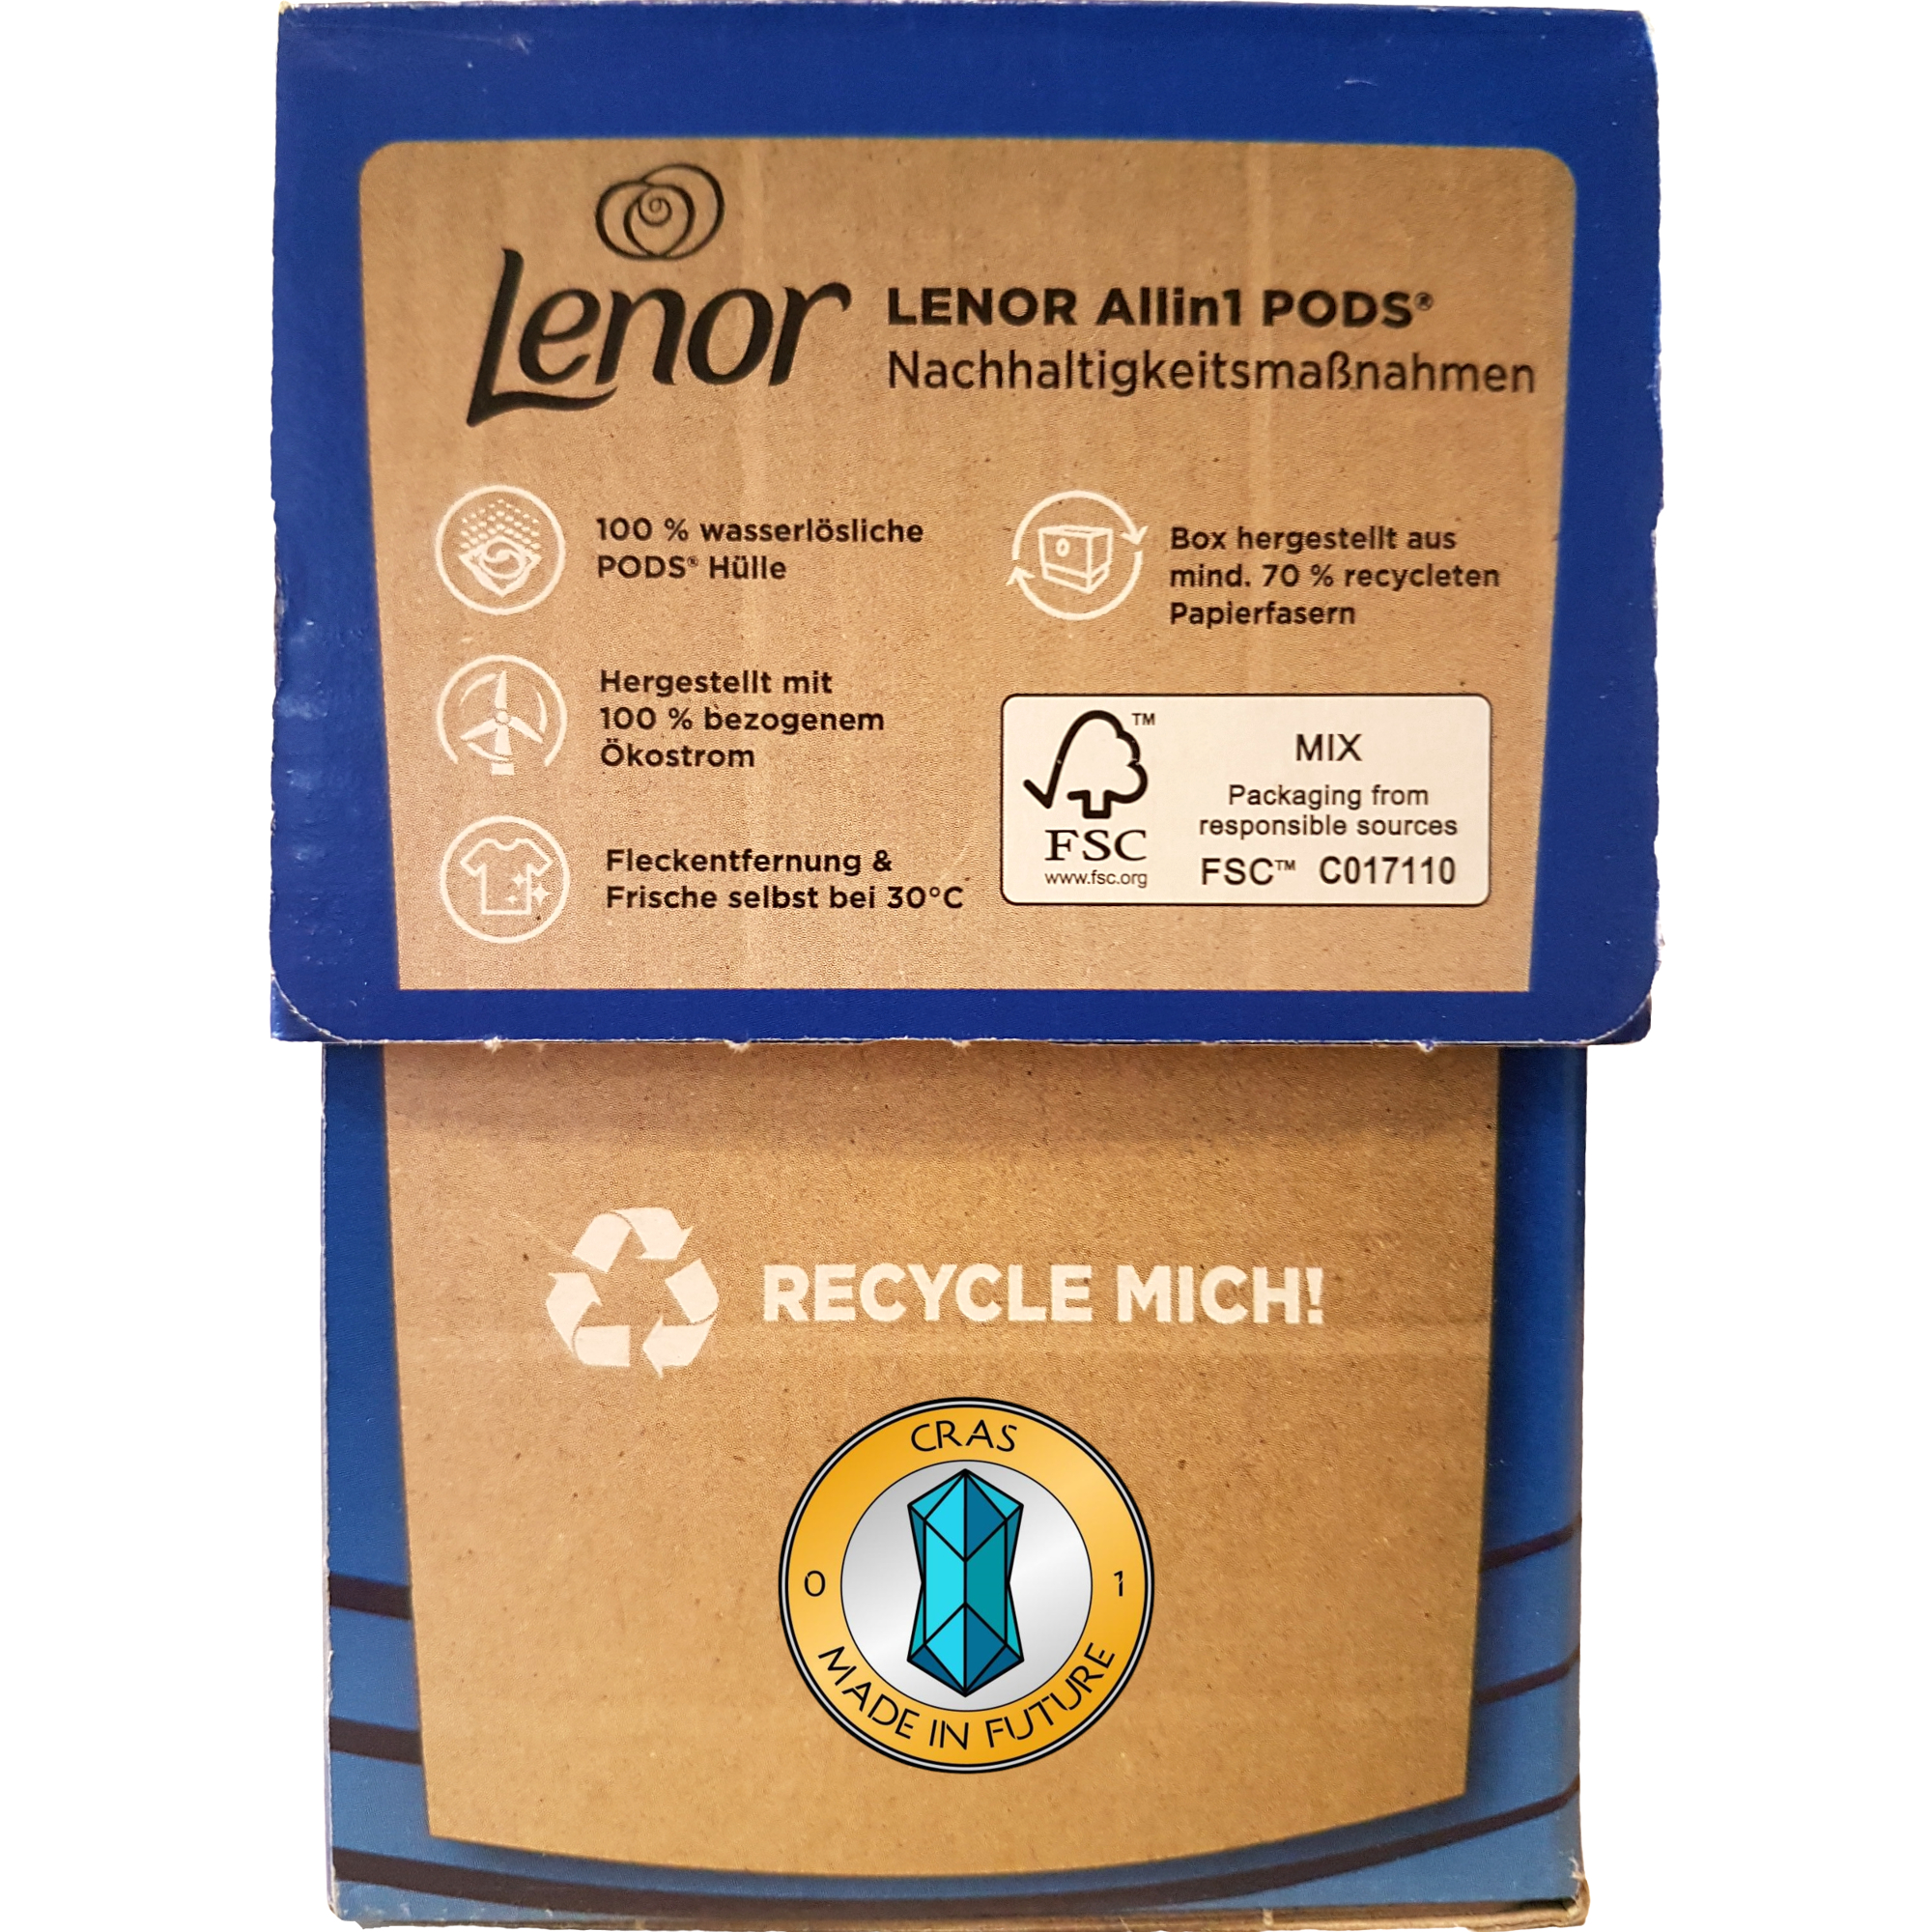 Lenor
LENOR Allin1 PODS®
Nachhaltigkeitsmaßnahmen
100 % wasserlösliche
PODS® Hülle
Hergestellt mit
100 % bezogenem
Ökostrom
Fleckentfernung &
Frische selbst bei 30°C
Box hergestellt aus
mind. 70 % recycleten
Papierfasern
TM
FSC
www.fsc.org
MIX
Packaging from
responsible sources
FSC™ C017110
RECYCLE MICH!
CRAS
0 1
MADE IN FUTURE